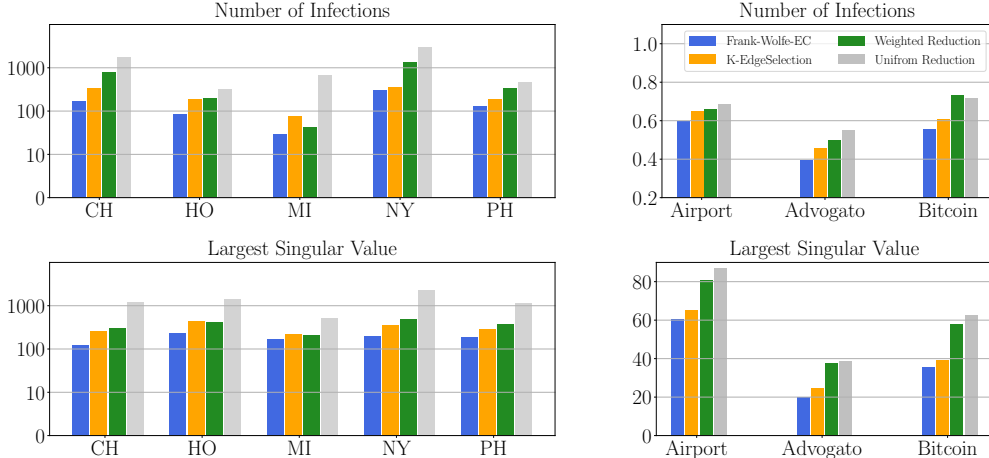 Number of Infections
1000
100
10
0
CH HO MI NY PH
Number of Infections
1.0
0.8
0.6
0.4
0.2
Frank-Wolfe-EC Weighted Reduction
K-EdgeSelection Unifrom Reduction
Airport Advogato Bitcoin
Largest Singular Value
1000
100
10
0
CH HO MI NY PH
Largest Singular Value
80
60
40
20
0
Airport Advogato Bitcoin